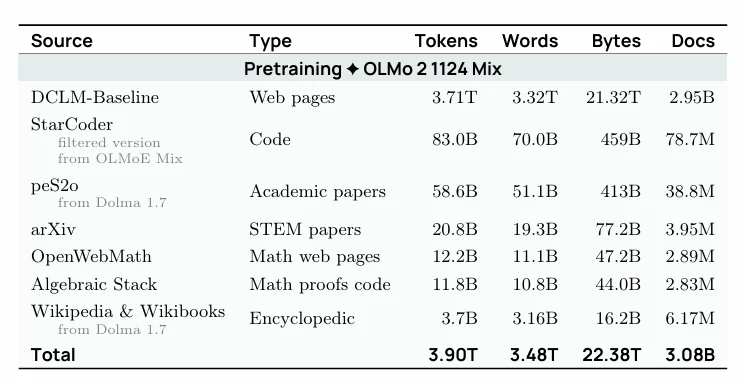 Source Type Tokens Words Bytes Docs
Pretraining ✦ OLMo 2 1124 Mix
DCLM-Baseline Web pages 3.71T 3.32T 21.32T 2.95B
StarCoder
filtered version
from OLMoE Mix
Code 83.0B 70.0B 459B 78.7M
peS2o
from Dolma 1.7
Academic papers 58.6B 51.1B 413B 38.8M
arXiv STEM papers 20.8B 19.3B 77.2B 3.95M
OpenWebMath Math web pages 12.2B 11.1B 47.2B 2.89M
Algebraic Stack Math proofs code 11.8B 10.8B 44.0B 2.83M
Wikipedia & Wikibooks
from Dolma 1.7
Encyclopedic 3.7B 3.16B 16.2B 6.17M
Total 3.90T 3.48T 22.38T 3.08B